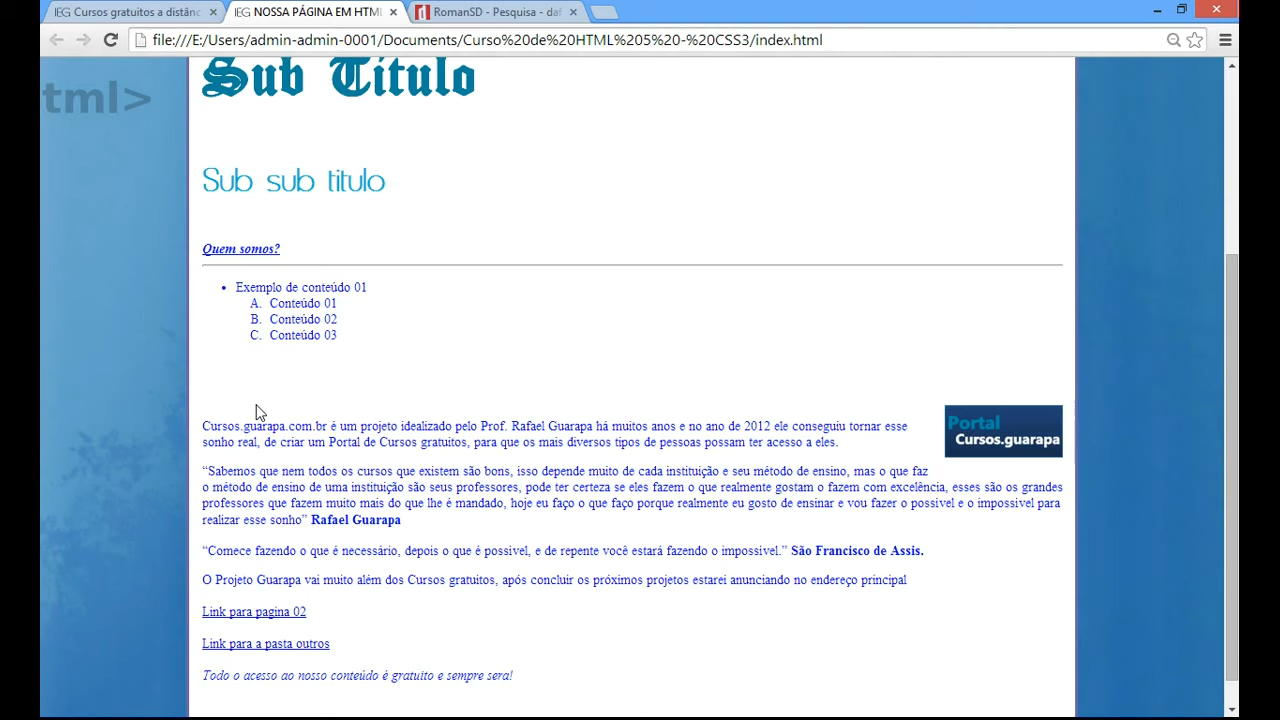 IEG Cursos gratuitos a distânc
IEG NOSSA PÁGINA EM HTM
RomanSD - Pesquisa - daf
file:///E:/Users/admin-admin-0001/Documents/Curso%20de%20HTML%205%20-%20CSS3/index.html
tml>
Sub Título
Sub sub titulo
Quem somos?
• Exemplo de conteúdo 01
A. Conteúdo 01
B. Conteúdo 02
C. Conteúdo 03
Portal
Cursos.guarapa
Cursos.guarapa.com.br é um projeto idealizado pelo Prof. Rafael Guarapa há muitos anos e no ano de 2012 ele conseguiu tornar esse
sonho real, de criar um Portal de Cursos gratuitos, para que os mais diversos tipos de pessoas possam ter acesso a eles.
“Sabemos que nem todos os cursos que existem são bons, isso depende muito de cada instituição e seu método de ensino, mas o que faz
o método de ensino de uma instituição são seus professores, pode ter certeza se eles fazem o que realmente gostam o fazem com excelência, esses são os grandes
professores que fazem muito mais do que lhe é mandado, hoje eu faço o que faço porque realmente eu gosto de ensinar e vou fazer o possível e o impossível para
realizar esse sonho” Rafael Guarapa
“Comece fazendo o que é necessário, depois o que é possível, e de repente você estará fazendo o impossível.” São Francisco de Assis.
O Projeto Guarapa vai muito além dos Cursos gratuitos, após concluir os próximos projetos estarei anunciando no endereço principal
Link para pagina 02
Link para a pasta outros
Todo o acesso ao nosso conteúdo é gratuito e sempre sera!